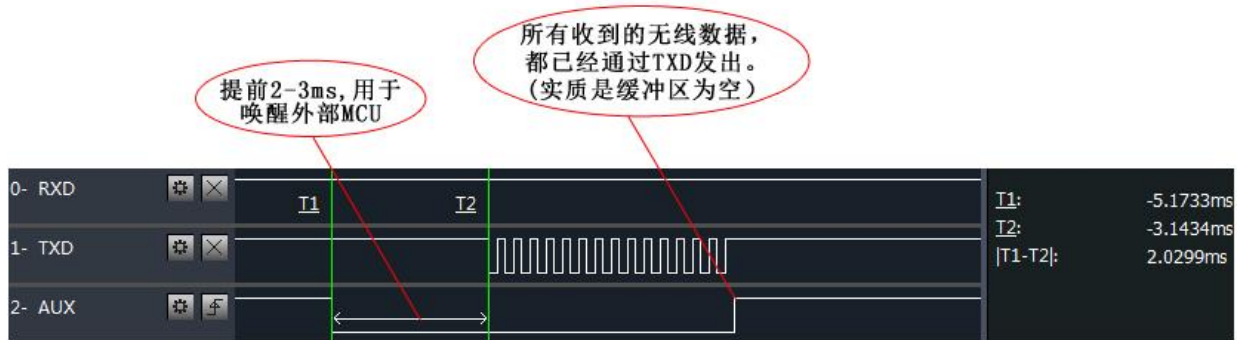 所有收到的无线数据，
都已经通过TXD发出。
(实质是缓冲区为空)
提前2-3ms,用于
唤醒外部MCU
0- RXD
T1
T2
T1: -5.1733ms
T2: -3.1434ms
|T1-T2|: 2.0299ms
1- TXD
2- AUX